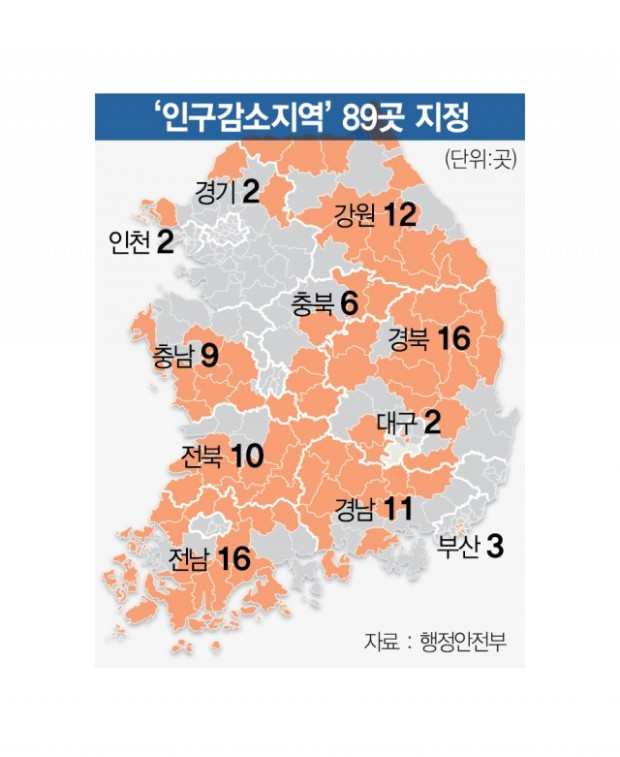 ‘인구감소지역’ 89곳 지정
(단위:곳)
경기 2
강원 12
인천 2
충북 6
경북 16
충남 9
대구 2
전북 10
경남 11
부산 3
전남 16
자료 : 행정안전부